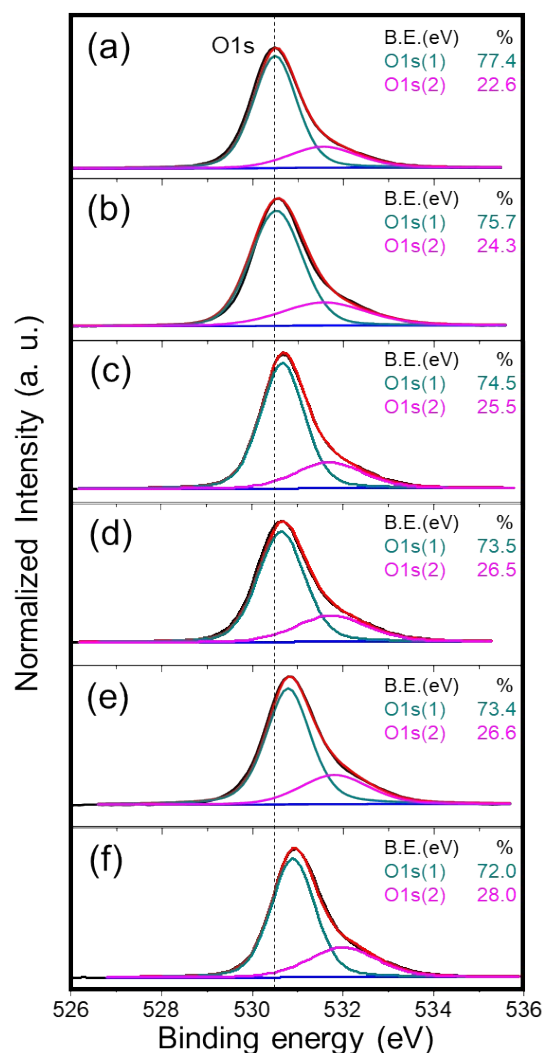 Normalized Intensity (a. u.)
(a)
O1s
B.E.(eV) %
O1s(1) 77.4
O1s(2) 22.6
(b)
B.E.(eV) %
O1s(1) 75.7
O1s(2) 24.3
(c)
B.E.(eV) %
O1s(1) 74.5
O1s(2) 25.5
(d)
B.E.(eV) %
O1s(1) 73.5
O1s(2) 26.5
(e)
B.E.(eV) %
O1s(1) 73.4
O1s(2) 26.6
(f)
B.E.(eV) %
O1s(1) 72.0
O1s(2) 28.0
526 528 530 532 534 536
Binding energy (eV)